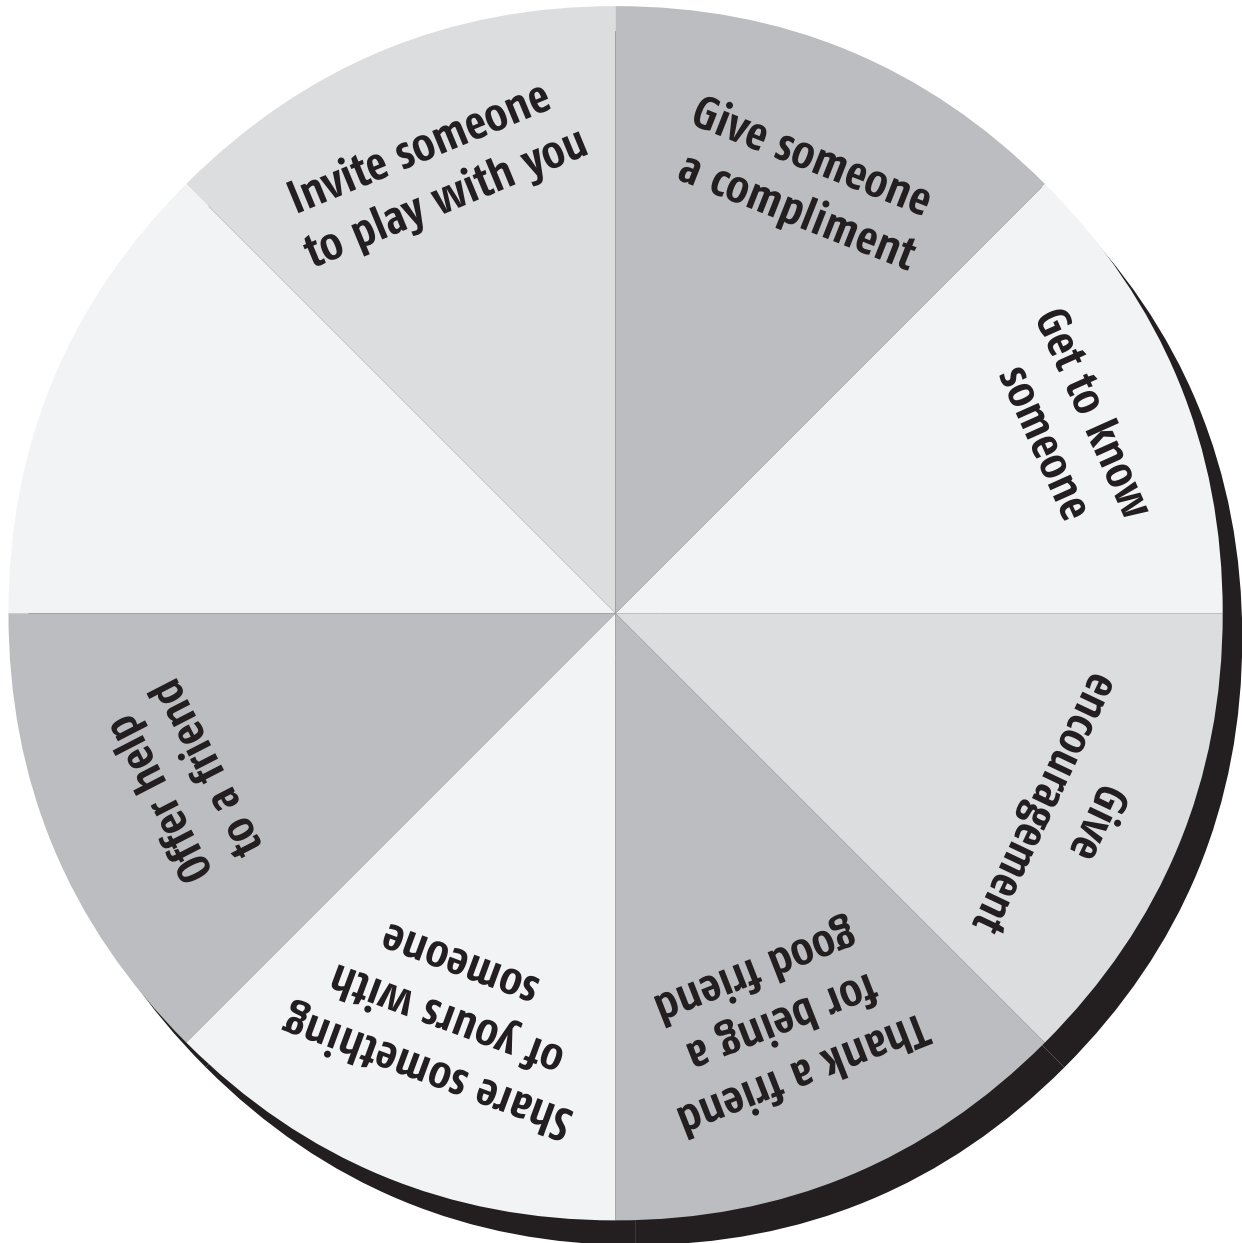 Give someone
a compliment
Get to know
someone
Give
encouragement
Thank a friend
for being a
good friend
Share something
of yours with
someone
Offer help
to a friend
Invite someone
to play with you